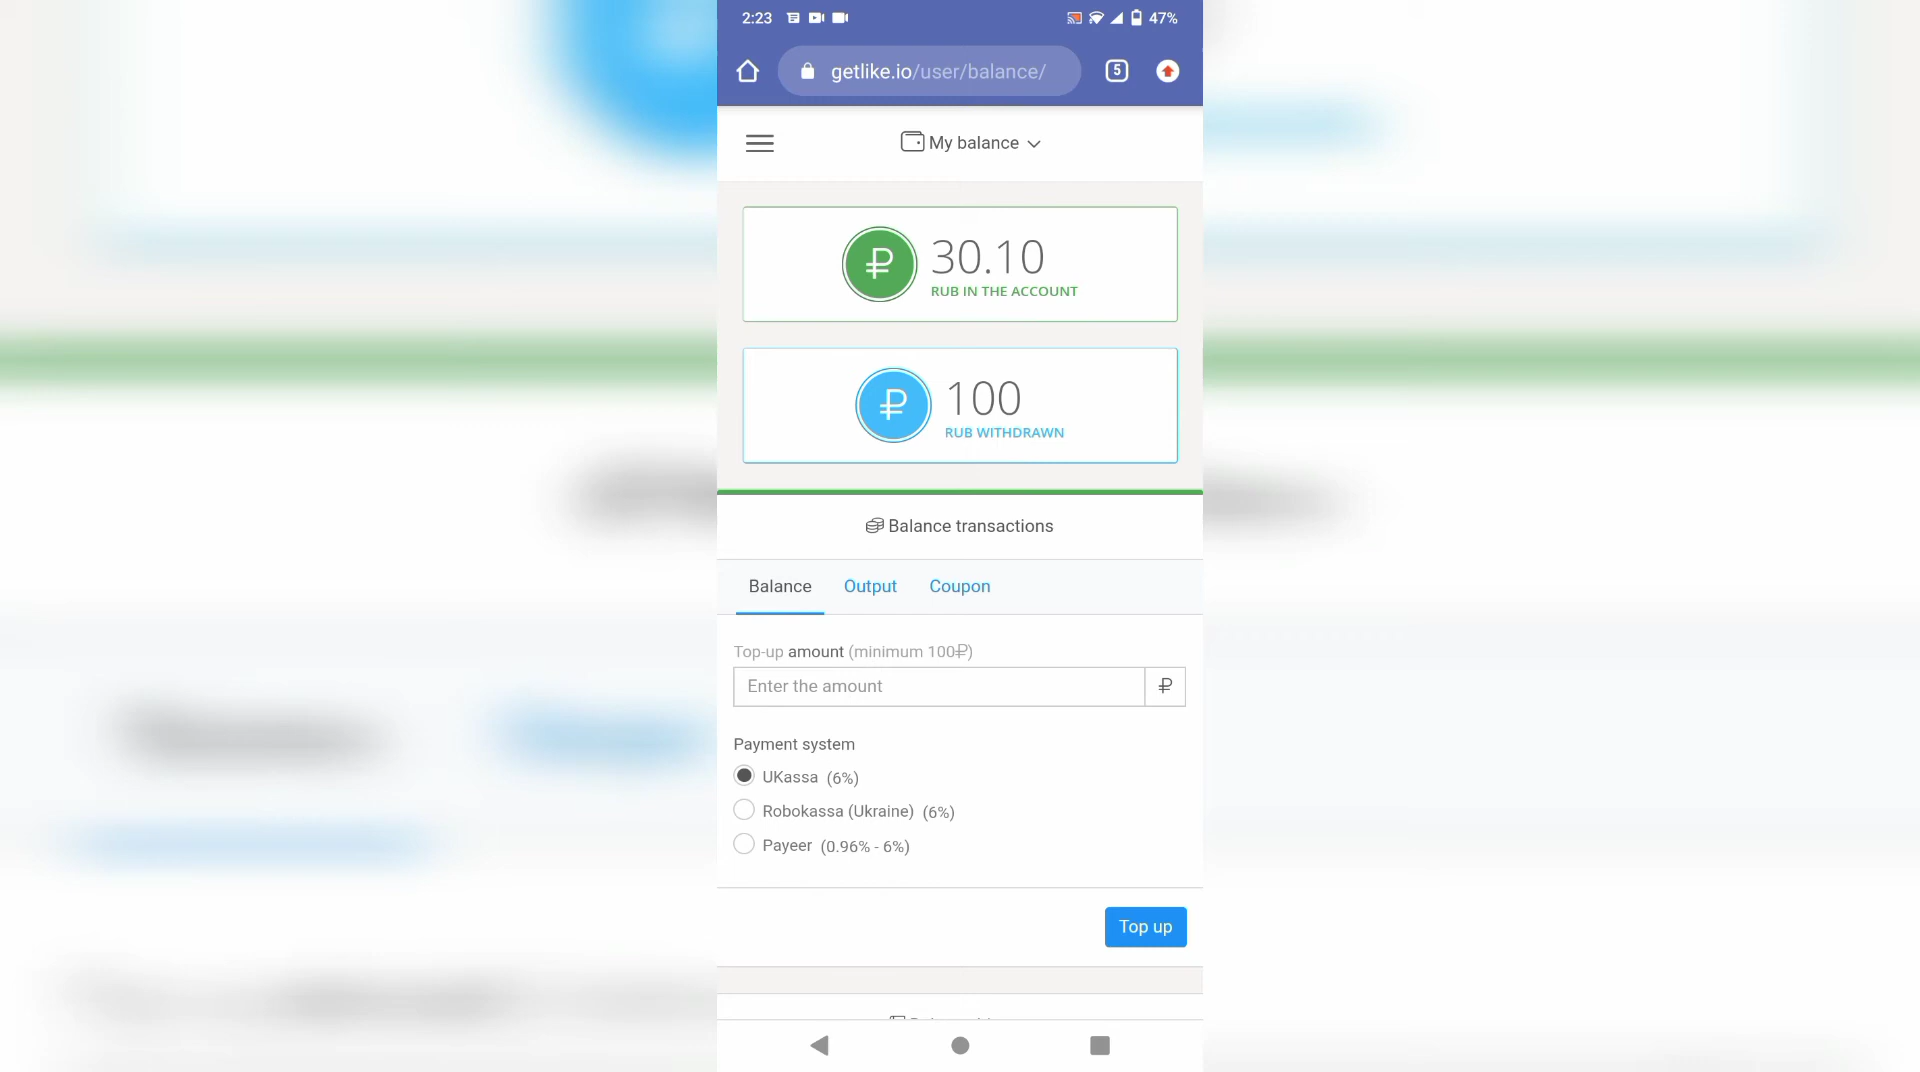 2:23 47%
getlike.io/user/balance/ 5
My balance
₽ 30.10
RUB IN THE ACCOUNT
₽ 100
RUB WITHDRAWN
Balance transactions
Balance Output Coupon
Top-up amount (minimum 100₽)
Enter the amount ₽
Payment system
UKassa (6%)
Robokassa (Ukraine) (6%)
Payeer (0.96% - 6%)
Top up